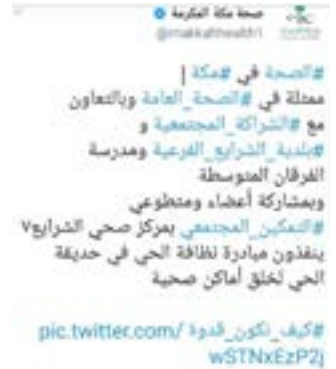 صحة مكة المكرمة
@makkahhealth1
#الصحة في #مكة |
ممثلة في #الصحة_العامة وبالتعاون
مع #الشراكة_المجتمعية و
#بلدية_الشرايع_الفرعية ومدرسة
الفرقان المتوسطة
وبمشاركة أعضاء ومتطوعي
#التمكين_المجتمعي بمركز صحي الشرايع٧
ينفذون مبادرة نظافة الحي في حديقة
الحي لخلق أماكن صحية
#كيف_نكون_قدوة pic.twitter.com/
wSTNxEzP2j